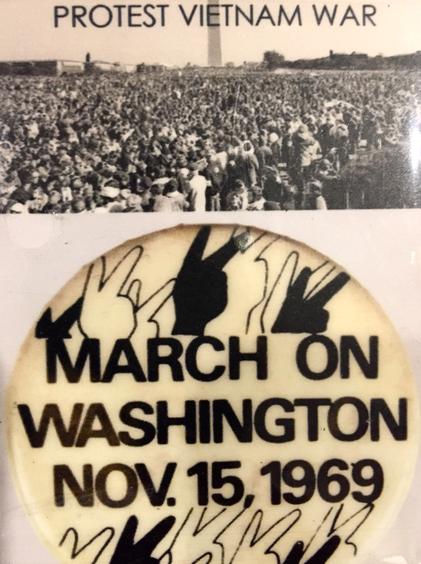 PROTEST VIETNAM WAR
MARCH ON
WASHINGTON
NOV. 15, 1969